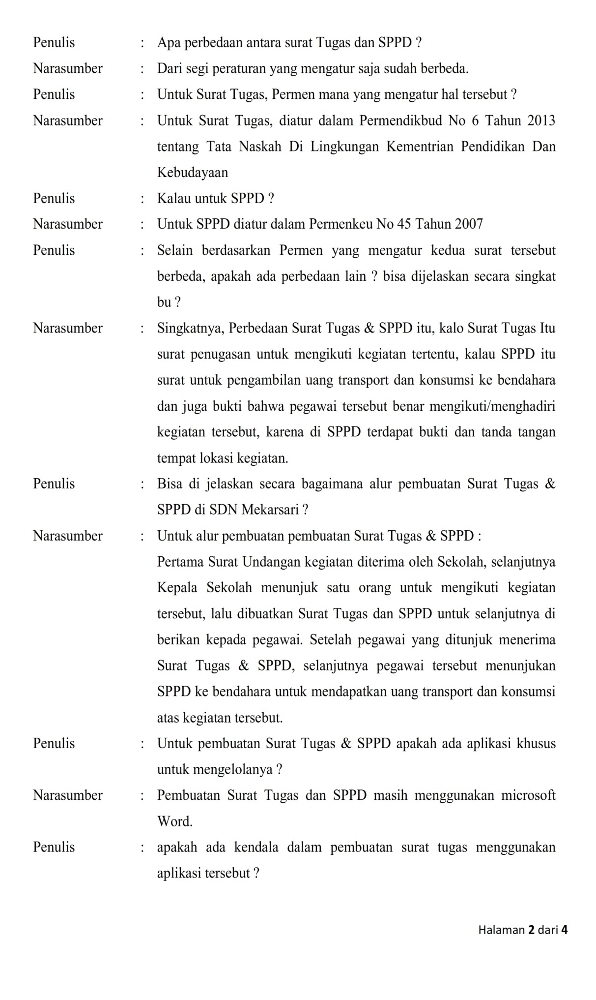 Penulis : Apa perbedaan antara surat Tugas dan SPPD ?
Narasumber : Dari segi peraturan yang mengatur saja sudah berbeda.
Penulis : Untuk Surat Tugas, Permen mana yang mengatur hal tersebut ?
Narasumber : Untuk Surat Tugas, diatur dalam Permendikbud No 6 Tahun 2013
tentang Tata Naskah Di Lingkungan Kementrian Pendidikan Dan
Kebudayaan
Penulis : Kalau untuk SPPD ?
Narasumber : Untuk SPPD diatur dalam Permenkeu No 45 Tahun 2007
Penulis : Selain berdasarkan Permen yang mengatur kedua surat tersebut
berbeda, apakah ada perbedaan lain ? bisa dijelaskan secara singkat
bu ?
Narasumber : Singkatnya, Perbedaan Surat Tugas & SPPD itu, kalo Surat Tugas Itu
surat penugasan untuk mengikuti kegiatan tertentu, kalau SPPD itu
surat untuk pengambilan uang transport dan konsumsi ke bendahara
dan juga bukti bahwa pegawai tersebut benar mengikuti/menghadiri
kegiatan tersebut, karena di SPPD terdapat bukti dan tanda tangan
tempat lokasi kegiatan.
Penulis : Bisa di jelaskan secara bagaimana alur pembuatan Surat Tugas &
SPPD di SDN Mekarsari ?
Narasumber : Untuk alur pembuatan pembuatan Surat Tugas & SPPD :
Pertama Surat Undangan kegiatan diterima oleh Sekolah, selanjutnya
Kepala Sekolah menunjuk satu orang untuk mengikuti kegiatan
tersebut, lalu dibuatkan Surat Tugas dan SPPD untuk selanjutnya di
berikan kepada pegawai. Setelah pegawai yang ditunjuk menerima
Surat Tugas & SPPD, selanjutnya pegawai tersebut menunjukan
SPPD ke bendahara untuk mendapatkan uang transport dan konsumsi
atas kegiatan tersebut.
Penulis : Untuk pembuatan Surat Tugas & SPPD apakah ada aplikasi khusus
untuk mengelolanya ?
Narasumber : Pembuatan Surat Tugas dan SPPD masih menggunakan microsoft
Word.
Penulis : apakah ada kendala dalam pembuatan surat tugas menggunakan
aplikasi tersebut ?
Halaman 2 dari 4